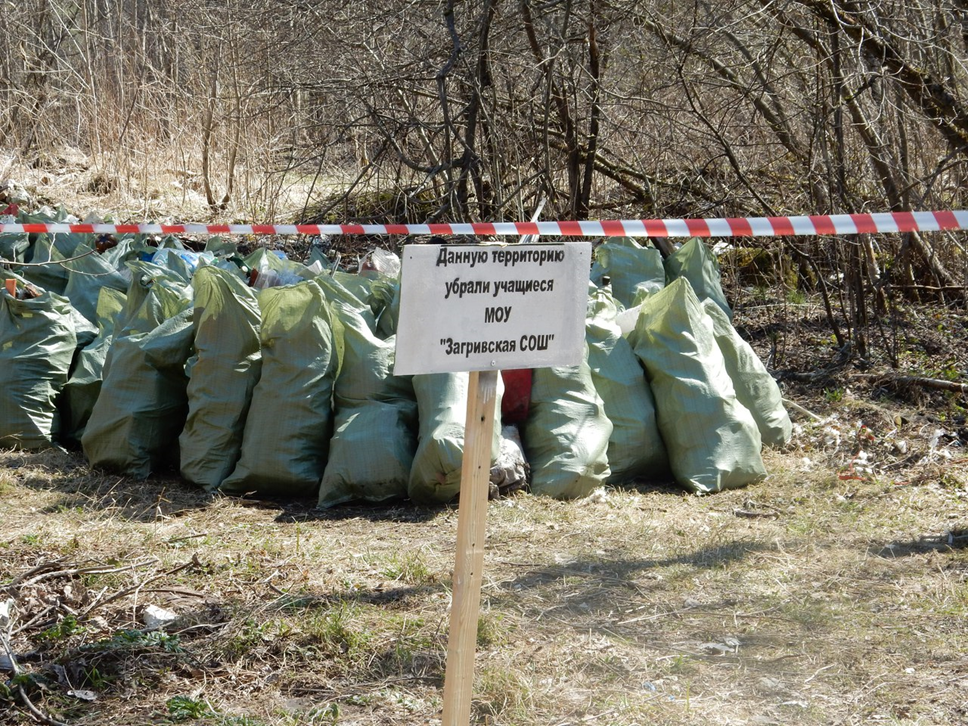 Данную территорию
убрали учащиеся
МОУ
"Загривская СОШ"